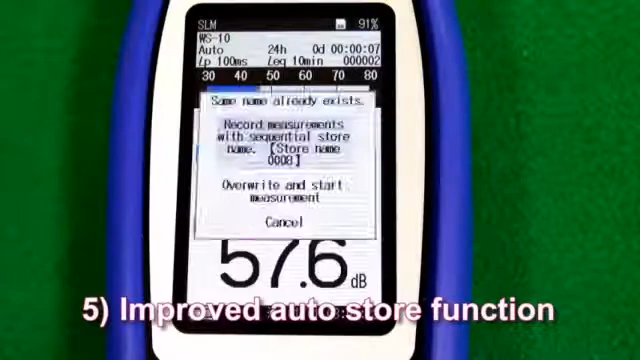 SLM 91%
WS-10
Auto 24h 0d 00:00:07
Lp 100ms Leq 10min 000002
30 40 50 60 70 80
Same name already exists.
Record measurements
with sequential store
name. [Store name
0008]
Overwrite and start
measurement
Cancel
57.6 dB
5) Improved auto store function